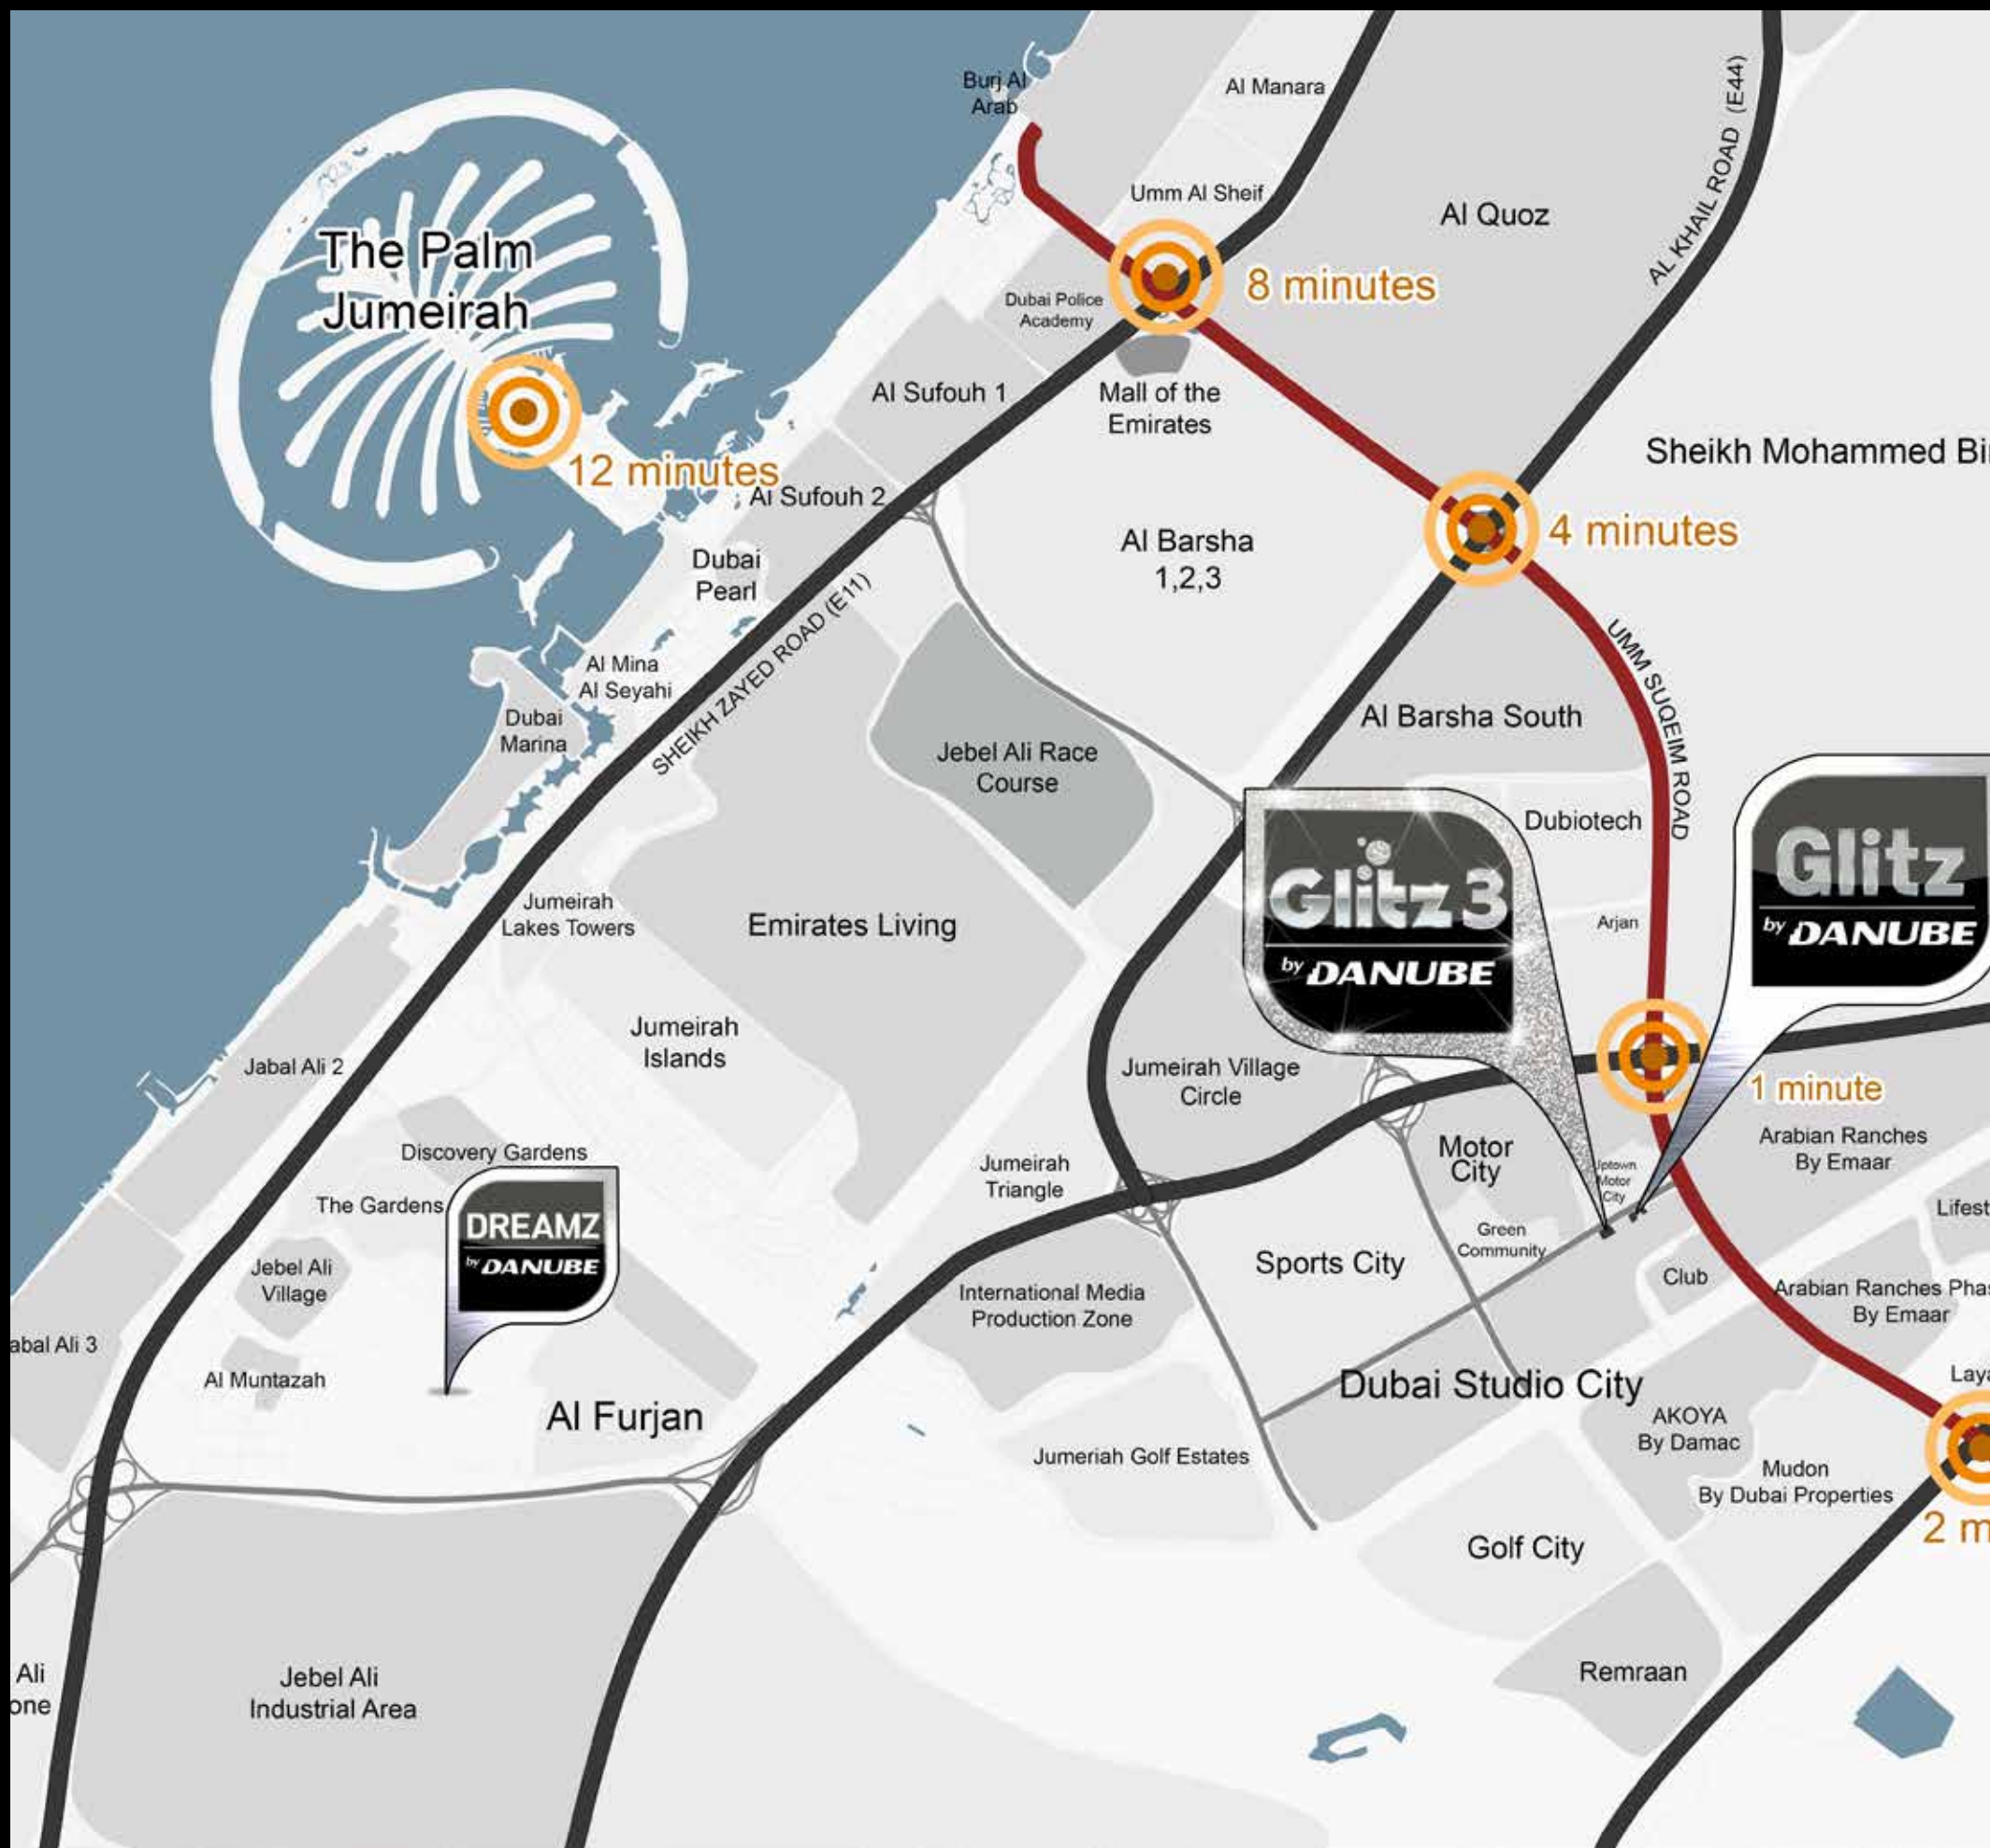 Burj Al
Arab
Al Manara
AL KHAIL ROAD (E44)
Umm Al Sheif
Al Quoz
The Palm
Jumeirah
8 minutes
Dubai Police
Academy
Al Sufouh 1
Mall of the
Emirates
Sheikh Mohammed Bi
12 minutes
Al Sufouh 2
4 minutes
Al Barsha
1,2,3
Dubai
Pearl
SHEIKH ZAYED ROAD (E11)
UMM SUQEIM ROAD
Al Mina
Al Seyahi
Dubai
Marina
Al Barsha South
Jebel Ali Race
Course
Dubiotech
Glitz 3
by DANUBE
Glitz
by DANUBE
Arjan
Jumeirah
Lakes Towers
Emirates Living
Jumeirah
Islands
Jabal Ali 2
Jumeirah Village
Circle
1 minute
Arabian Ranches
By Emaar
Motor
City
Discovery Gardens
Jumeirah
Triangle
Uptown
Motor
City
The Gardens
DREAMZ
by DANUBE
Lifest
Green
Community
Sports City
Club
Jebel Ali
Village
International Media
Production Zone
Arabian Ranches Phas
By Emaar
abal Ali 3
Al Muntazah
Dubai Studio City
Laya
Al Furjan
AKOYA
By Damac
Jumeriah Golf Estates
Mudon
By Dubai Properties
2 m
Golf City
Ali
one
Jebel Ali
Industrial Area
Remraan